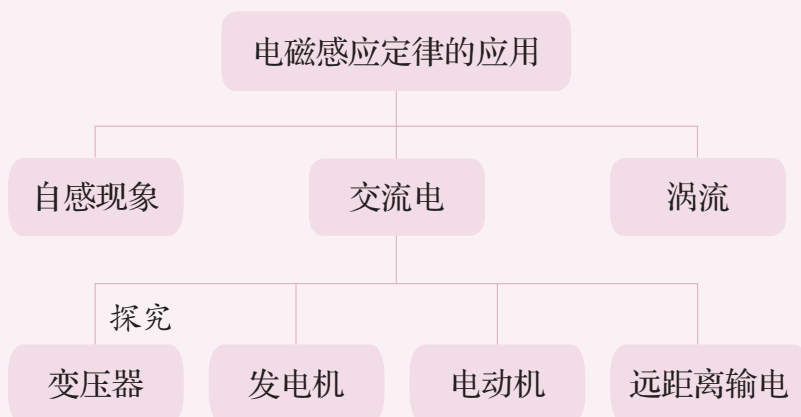 电磁感应定律的应用
自感现象
交流电
涡流
探究
变压器
发电机
电动机
远距离输电